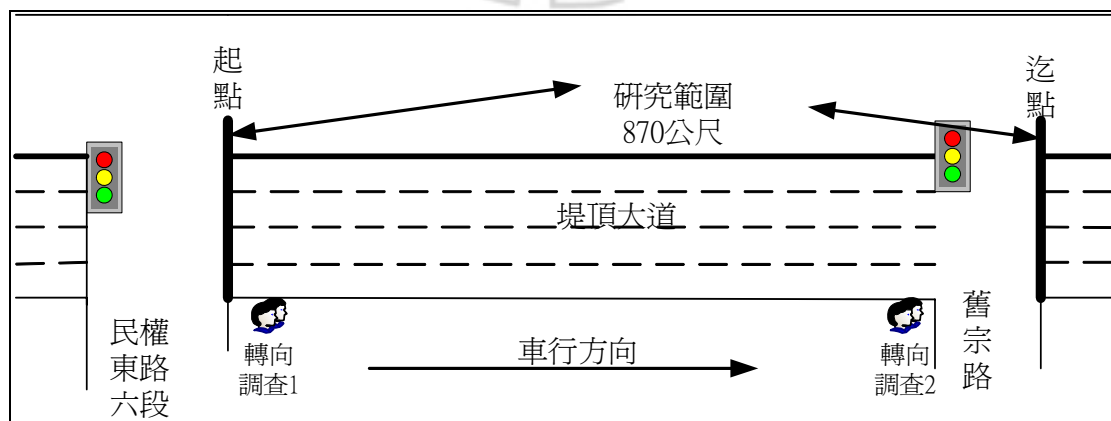 起點
迄點
研究範圍
870公尺
堤頂大道
民權
東路
六段
轉向
調查1
車行方向
轉向
調查2
舊宗路